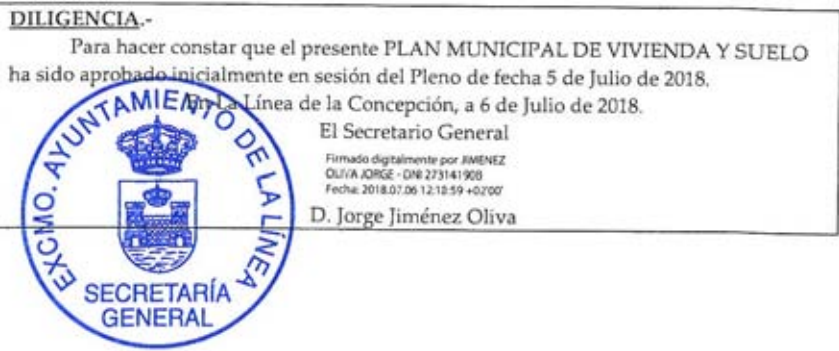 DILIGENCIA.-
Para hacer constar que el presente PLAN MUNICIPAL DE VIVIENDA Y SUELO
ha sido aprobado inicialmente en sesión del Pleno de fecha 5 de Julio de 2018.
En La Línea de la Concepción, a 6 de Julio de 2018.
El Secretario General
Firmado digitalmente por JIMENEZ
OLIVA JORGE - DNI 27314190B
Fecha: 2018.07.06 12:18:59 +02'00'
D. Jorge Jiménez Oliva
EXCMO. AYUNTAMIENTO DE LA LÍNEA
SECRETARÍA
GENERAL